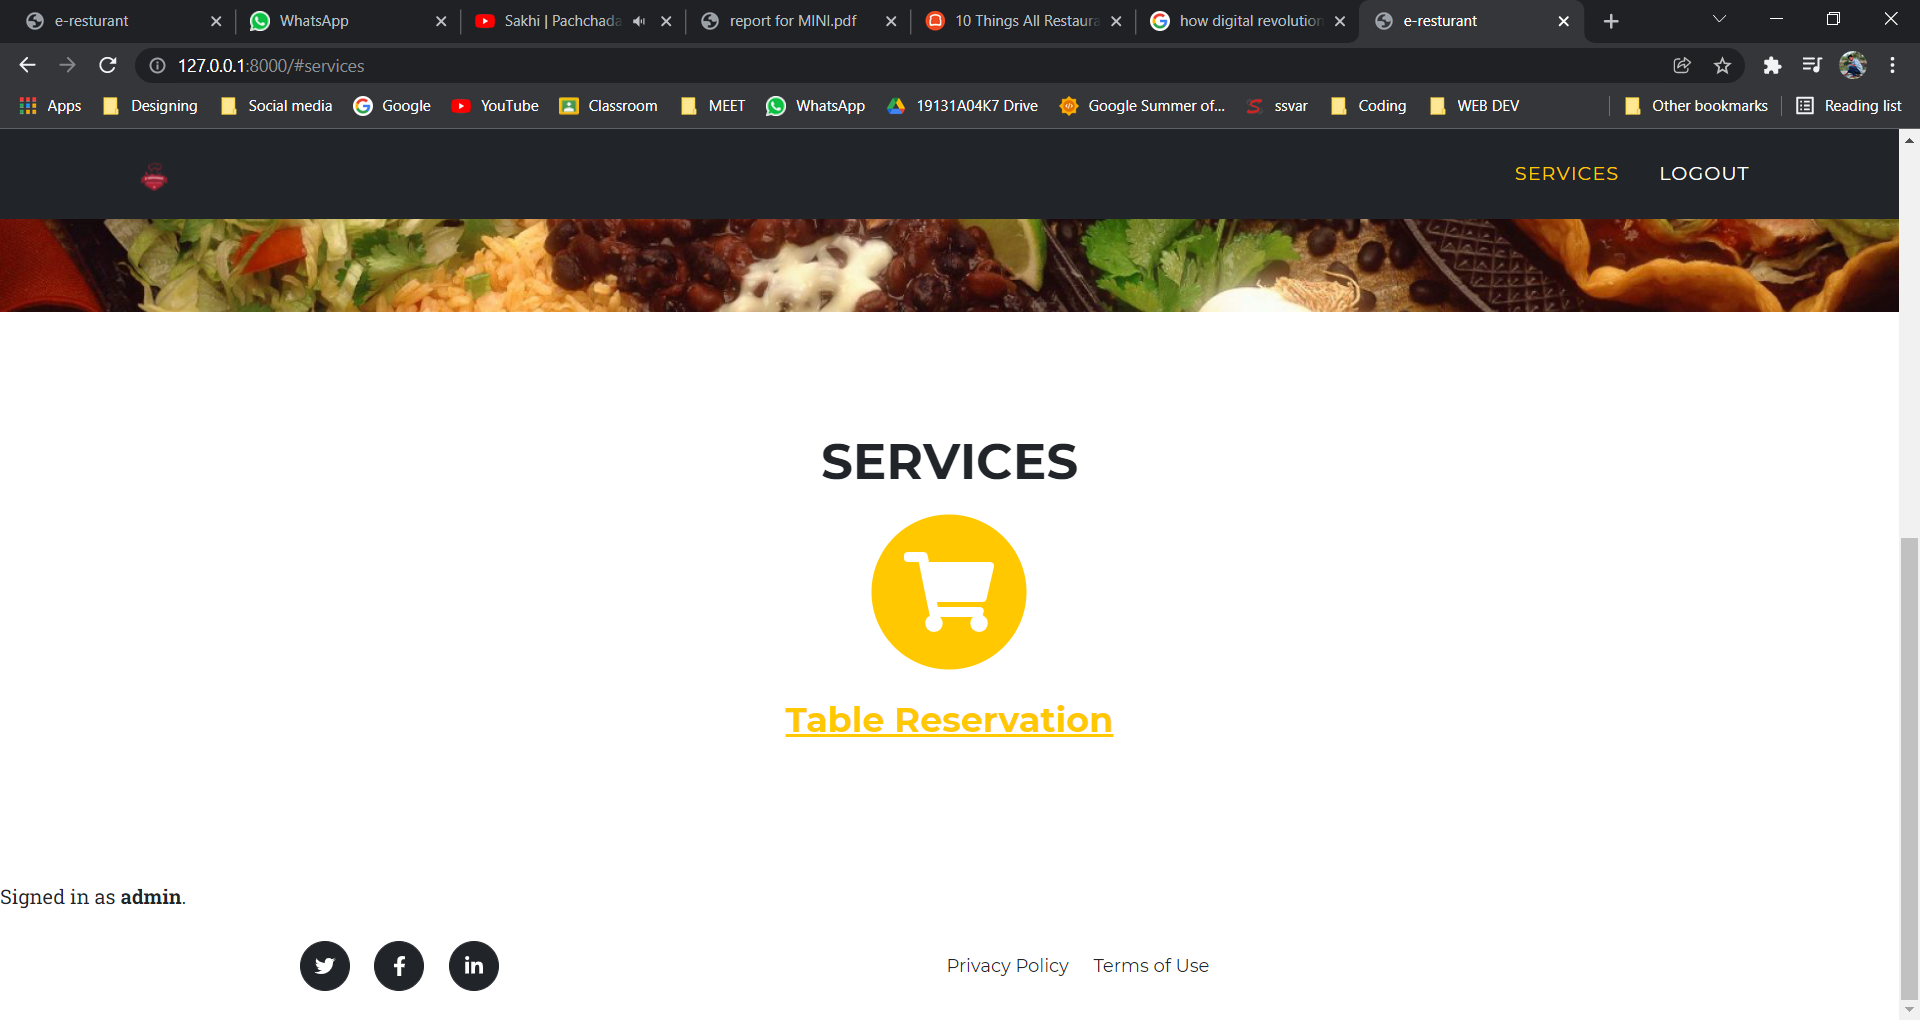 e-resturant WhatsApp Sakhi | Pachchada report for MINI.pdf 10 Things All Restaura how digital revolution e-resturant
127.0.0.1:8000/#services
Apps Designing Social media Google YouTube Classroom MEET WhatsApp 19131A04K7 Drive Google Summer of... ssvar Coding WEB DEV Other bookmarks Reading list
SERVICES LOGOUT
SERVICES
Table Reservation
Signed in as admin.
Privacy Policy Terms of Use